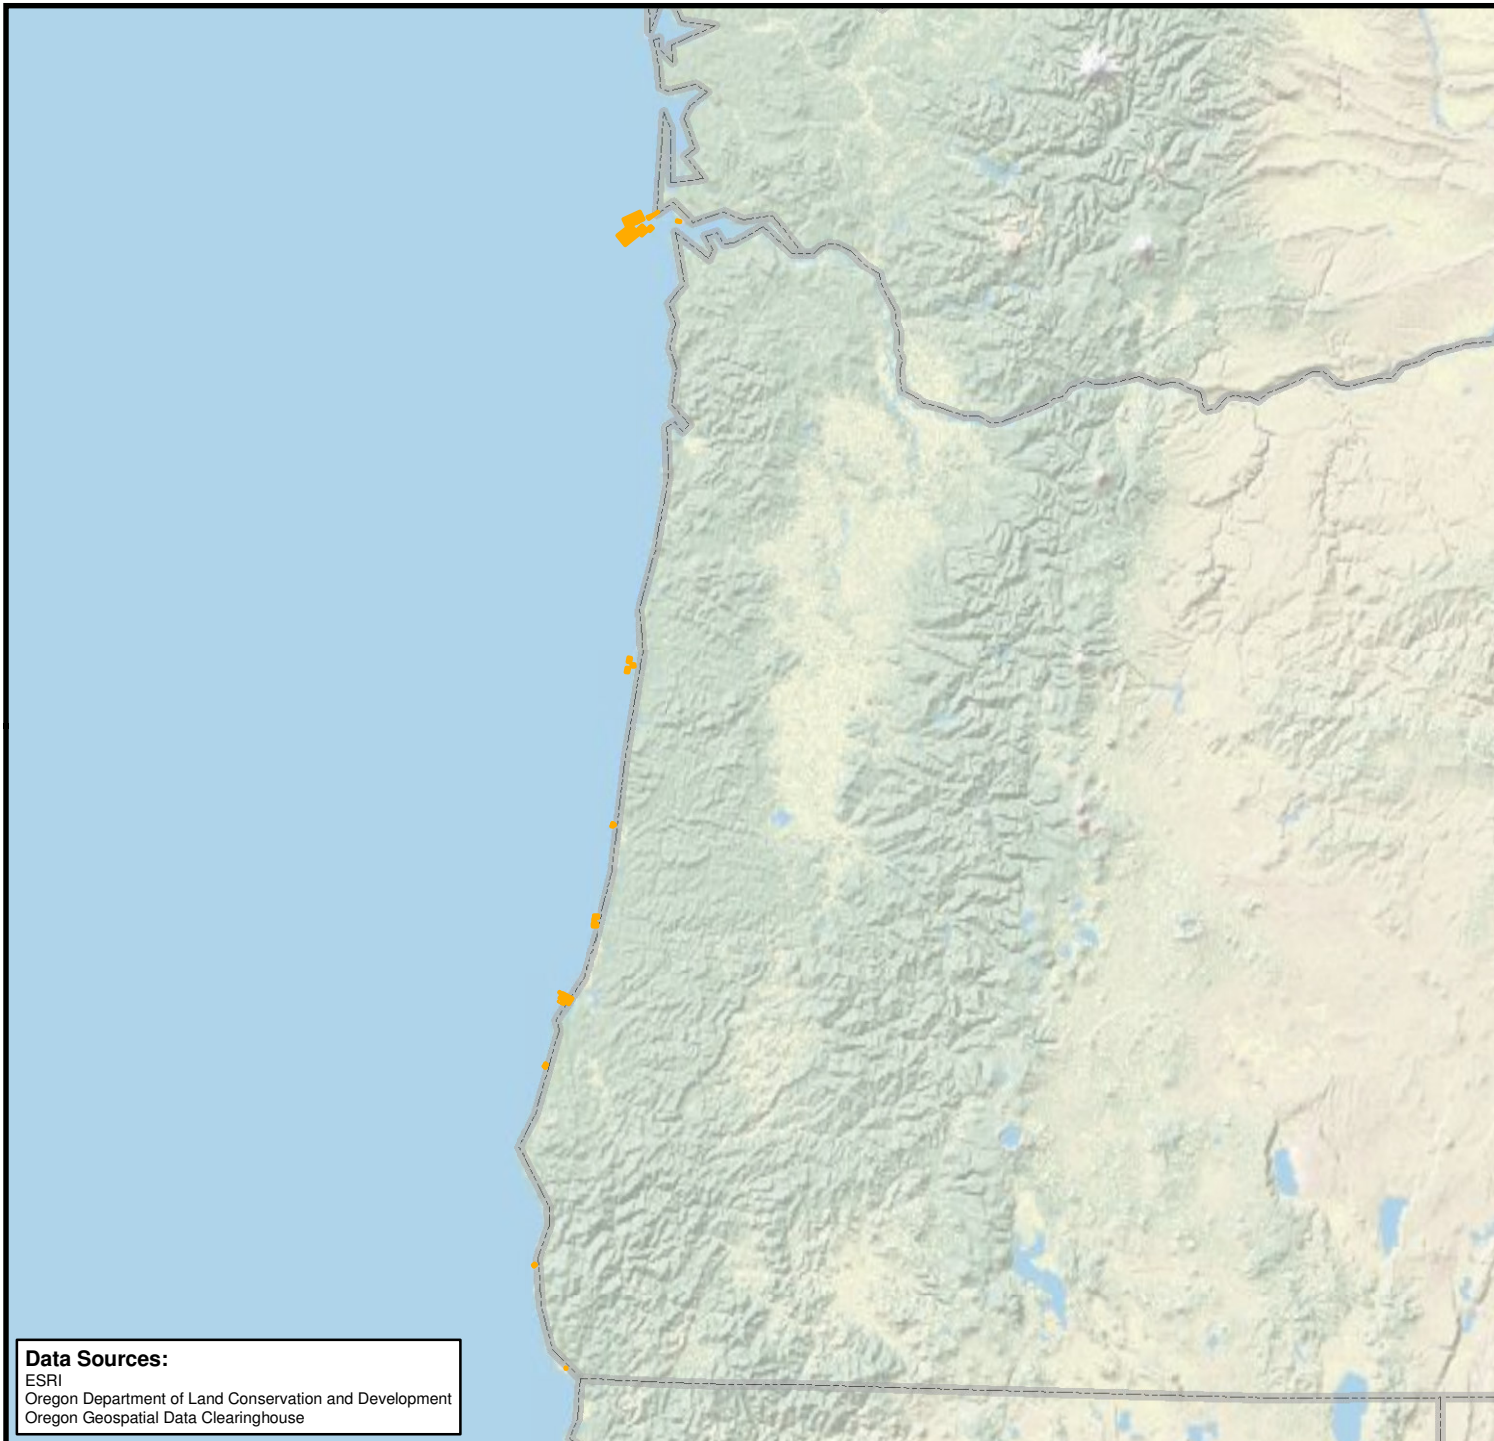 Data Sources:
ESRI
Oregon Department of Land Conservation and Development
Oregon Geospatial Data Clearinghouse